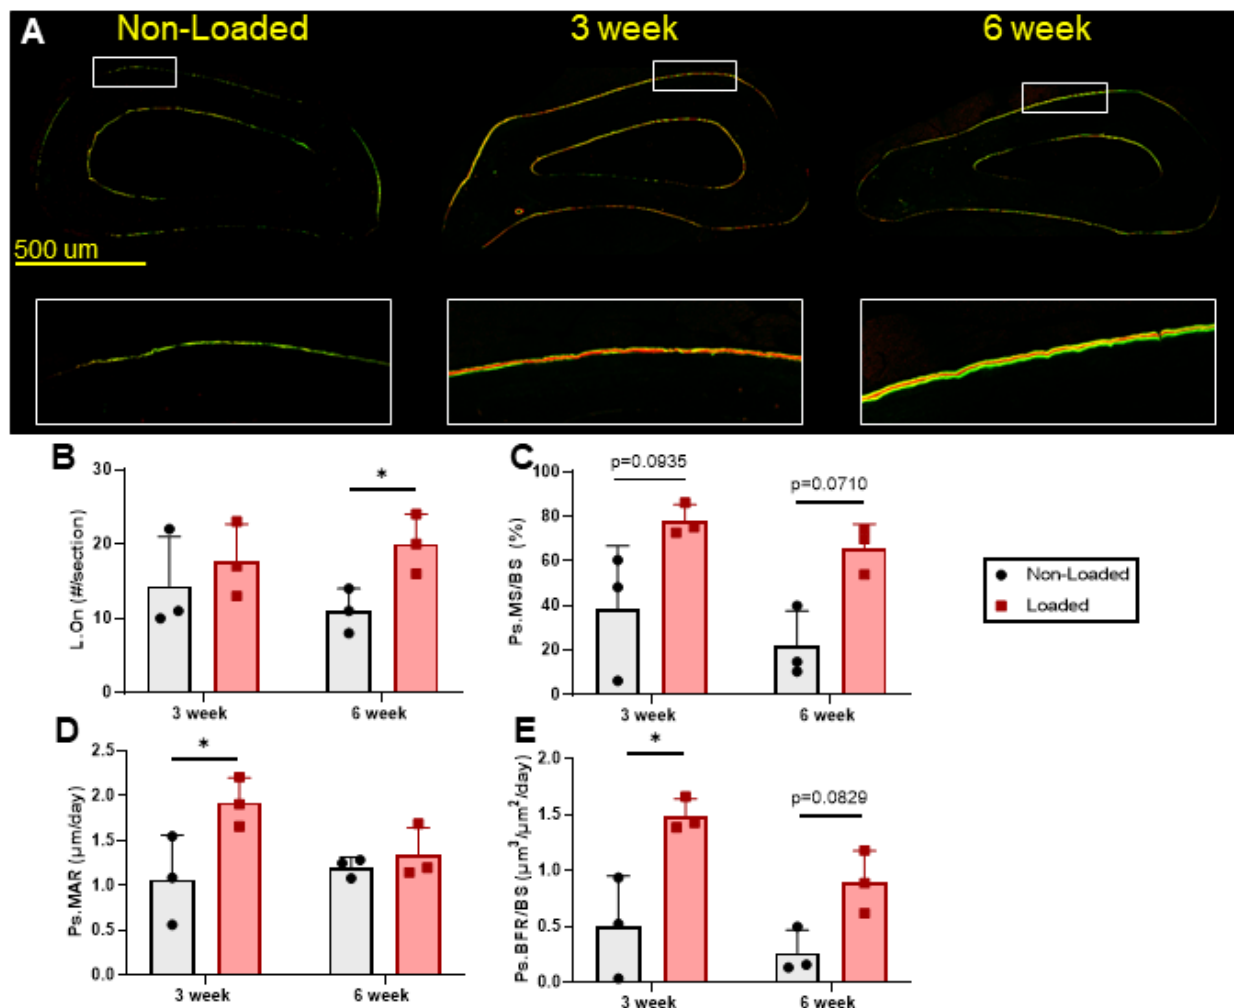 A Non-Loaded 3 week 6 week
500 um
B
L.On (#/section)
30
20
10
0
*
3 week 6 week
C
Ps.MS/BS (%)
100
80
60
40
20
0
p=0.0935
p=0.0710
3 week 6 week
Non-Loaded
Loaded
D
Ps.MAR (µm/day)
2.5
2.0
1.5
1.0
0.5
0.0
*
3 week 6 week
E
Ps.BFR/BS (µm³/µm²/day)
2.0
1.5
1.0
0.5
0.0
*
p=0.0829
3 week 6 week